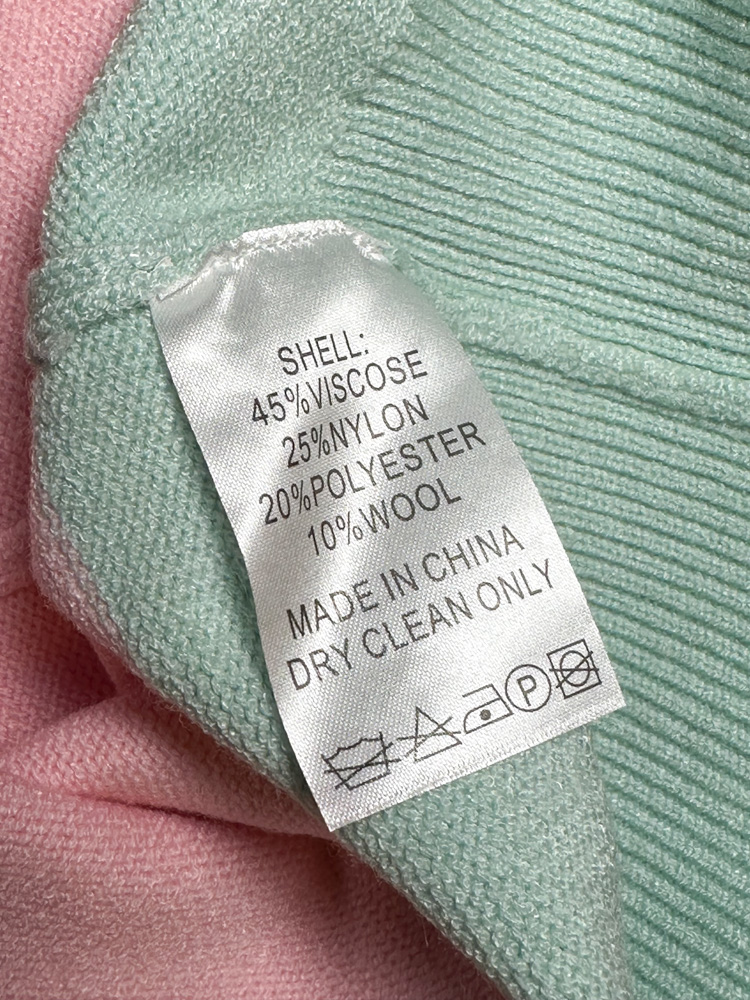 SHELL:
45%VISCOSE
25%NYLON
20%POLYESTER
10%WOOL
MADE IN CHINA
DRY CLEAN ONLY
P